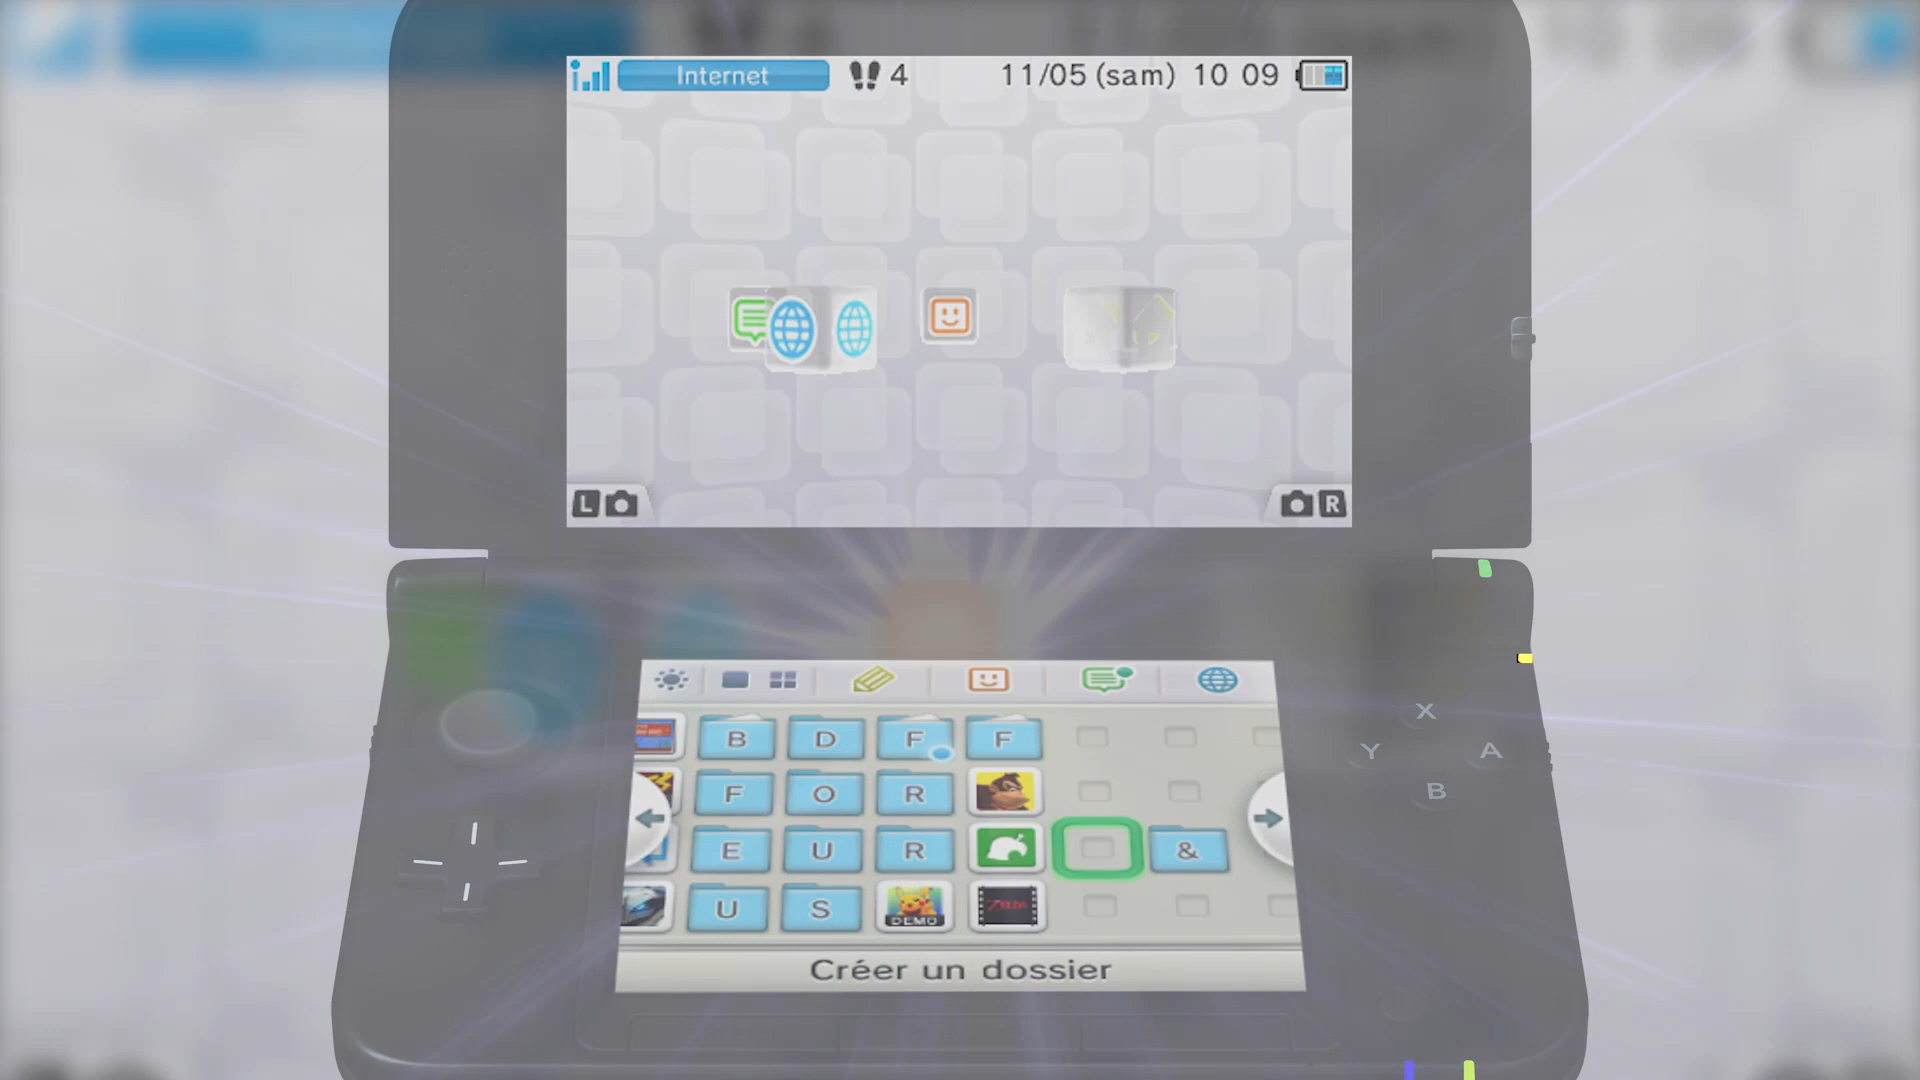 Internet 4 11/05 (sam) 10 09
L R
B D F F
F O R
E U R &
U S DEMO
Créer un dossier
X
Y A
B